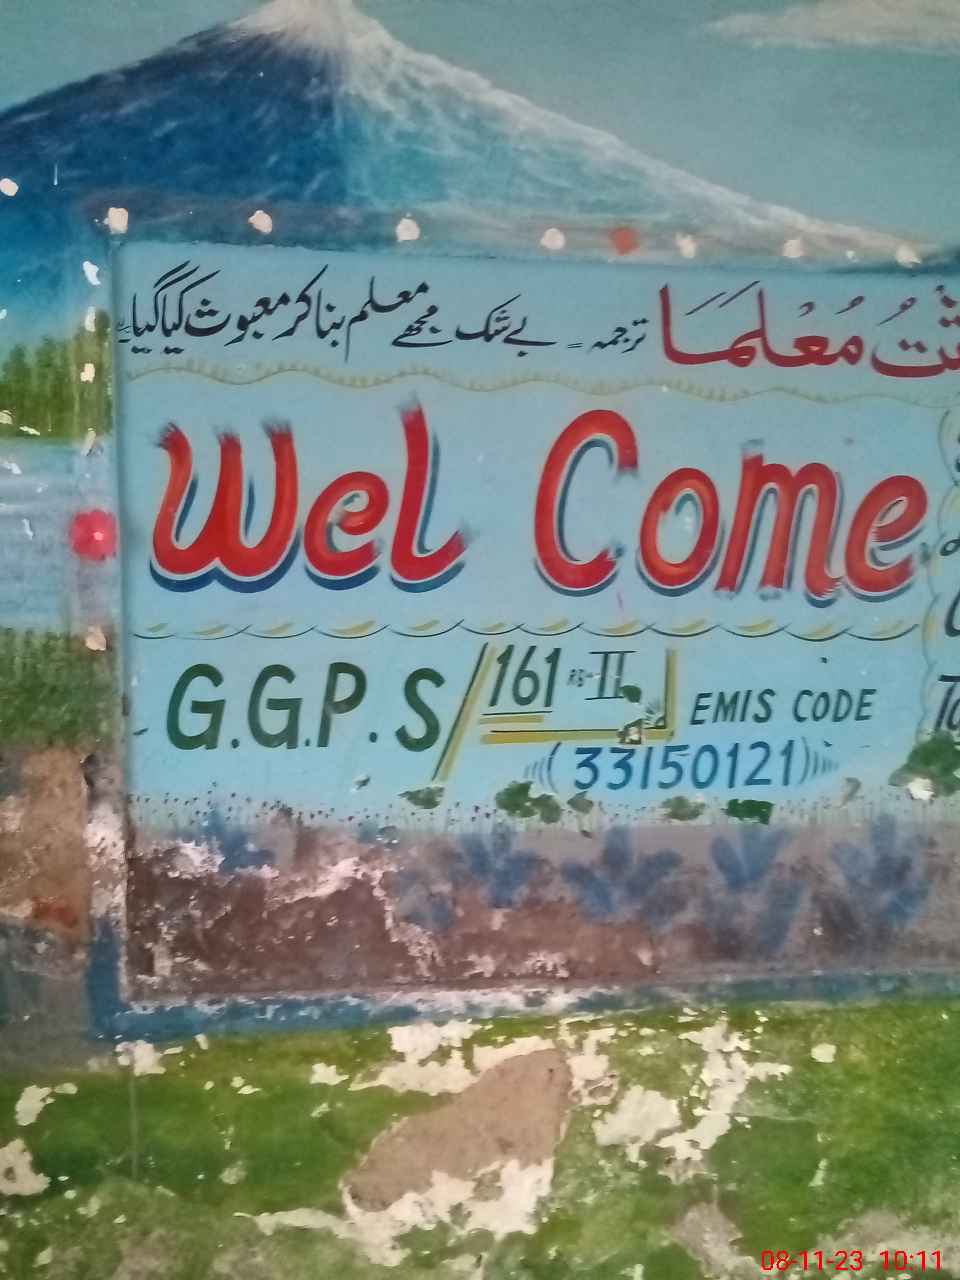 مُعْلِمَا ترجمہ = بے شک مجھے معلم بنا کر معبوث کیا گیا
Wel Come
G.G.P.S/161 RB-II EMIS CODE
(33150121)
08-11-23 10:11